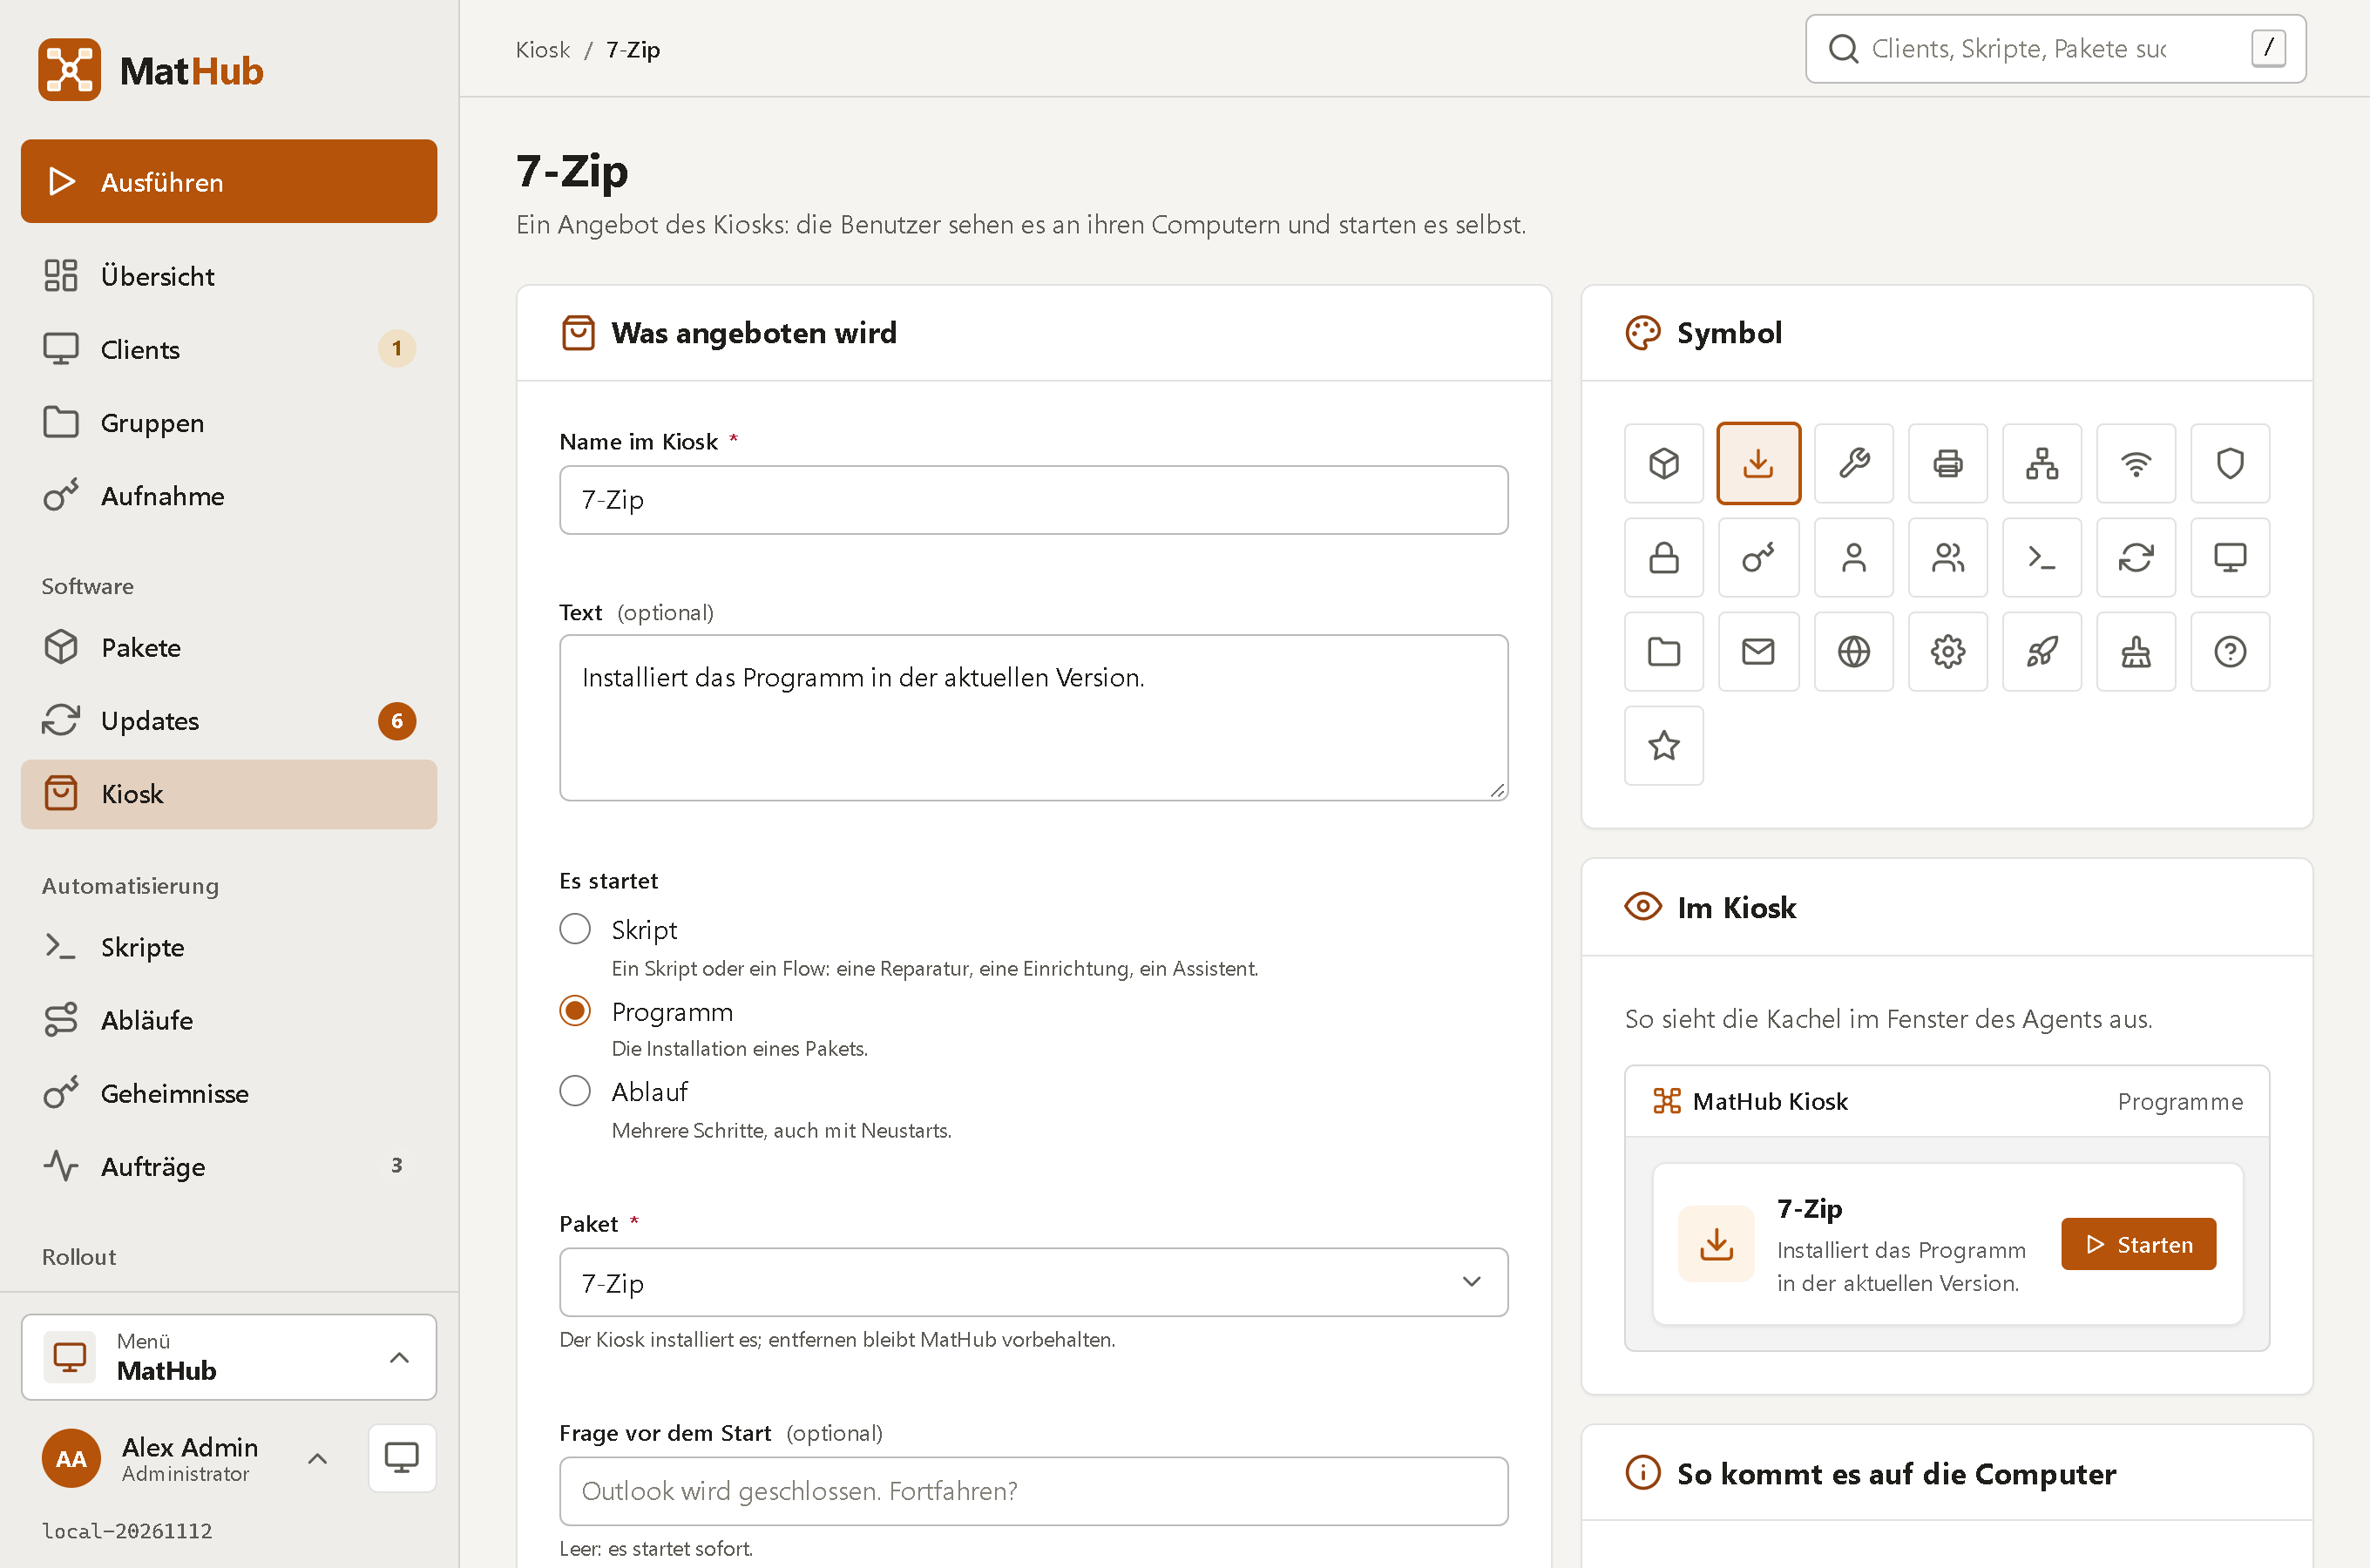 MatHub
Ausführen
Übersicht
Clients 1
Gruppen
Aufnahme
Software
Pakete
Updates 6
Kiosk
Automatisierung
Skripte
Abläufe
Geheimnisse
Aufträge 3
Rollout
Menü
MatHub
AA
Alex Admin
Administrator
local-20261112
Kiosk / 7-Zip
Clients, Skripte, Pakete suc /
7-Zip
Ein Angebot des Kiosks: die Benutzer sehen es an ihren Computern und starten es selbst.
Was angeboten wird
Name im Kiosk *
7-Zip
Text (optional)
Installiert das Programm in der aktuellen Version.
Es startet
Skript
Ein Skript oder ein Flow: eine Reparatur, eine Einrichtung, ein Assistent.
Programm
Die Installation eines Pakets.
Ablauf
Mehrere Schritte, auch mit Neustarts.
Paket *
7-Zip
Der Kiosk installiert es; entfernen bleibt MatHub vorbehalten.
Frage vor dem Start (optional)
Outlook wird geschlossen. Fortfahren?
Leer: es startet sofort.
Symbol
Im Kiosk
So sieht die Kachel im Fenster des Agents aus.
MatHub Kiosk Programme
7-Zip
Installiert das Programm
in der aktuellen Version.
Starten
So kommt es auf die Computer